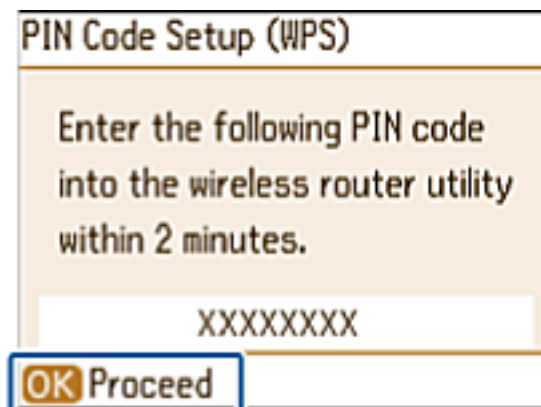 PIN Code Setup (WPS)
Enter the following PIN code
into the wireless router utility
within 2 minutes.
XXXXXXXX
OK Proceed